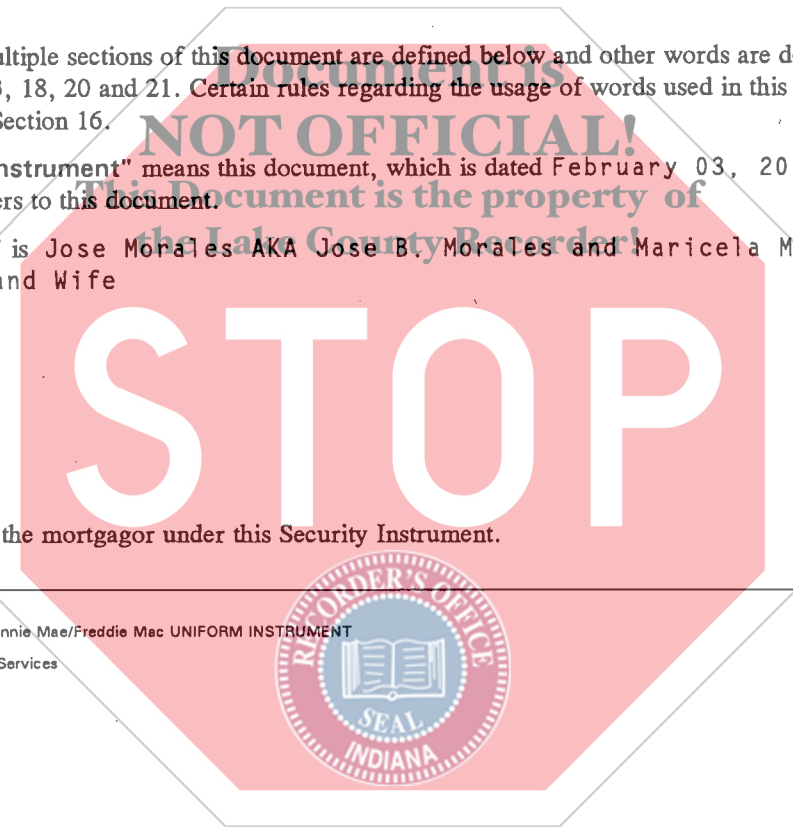 ultiple sections of this document are defined below and other words are d
Document is
3, 18, 20 and 21. Certain rules regarding the usage of words used in this
Section 16.
NOT OFFICIAL!
nstrument" means this document, which is dated February 03, 20
This Document is the property of
ers to this document.
the Lake County Recorder!
is Jose Morales AKA Jose B. Morales and Maricela M
and Wife
STOP
the mortgagor under this Security Instrument.
nnie Mae/Freddie Mac UNIFORM INSTRUMENT
Services
RECORDER'S OFFICE
SEAL
INDIANA